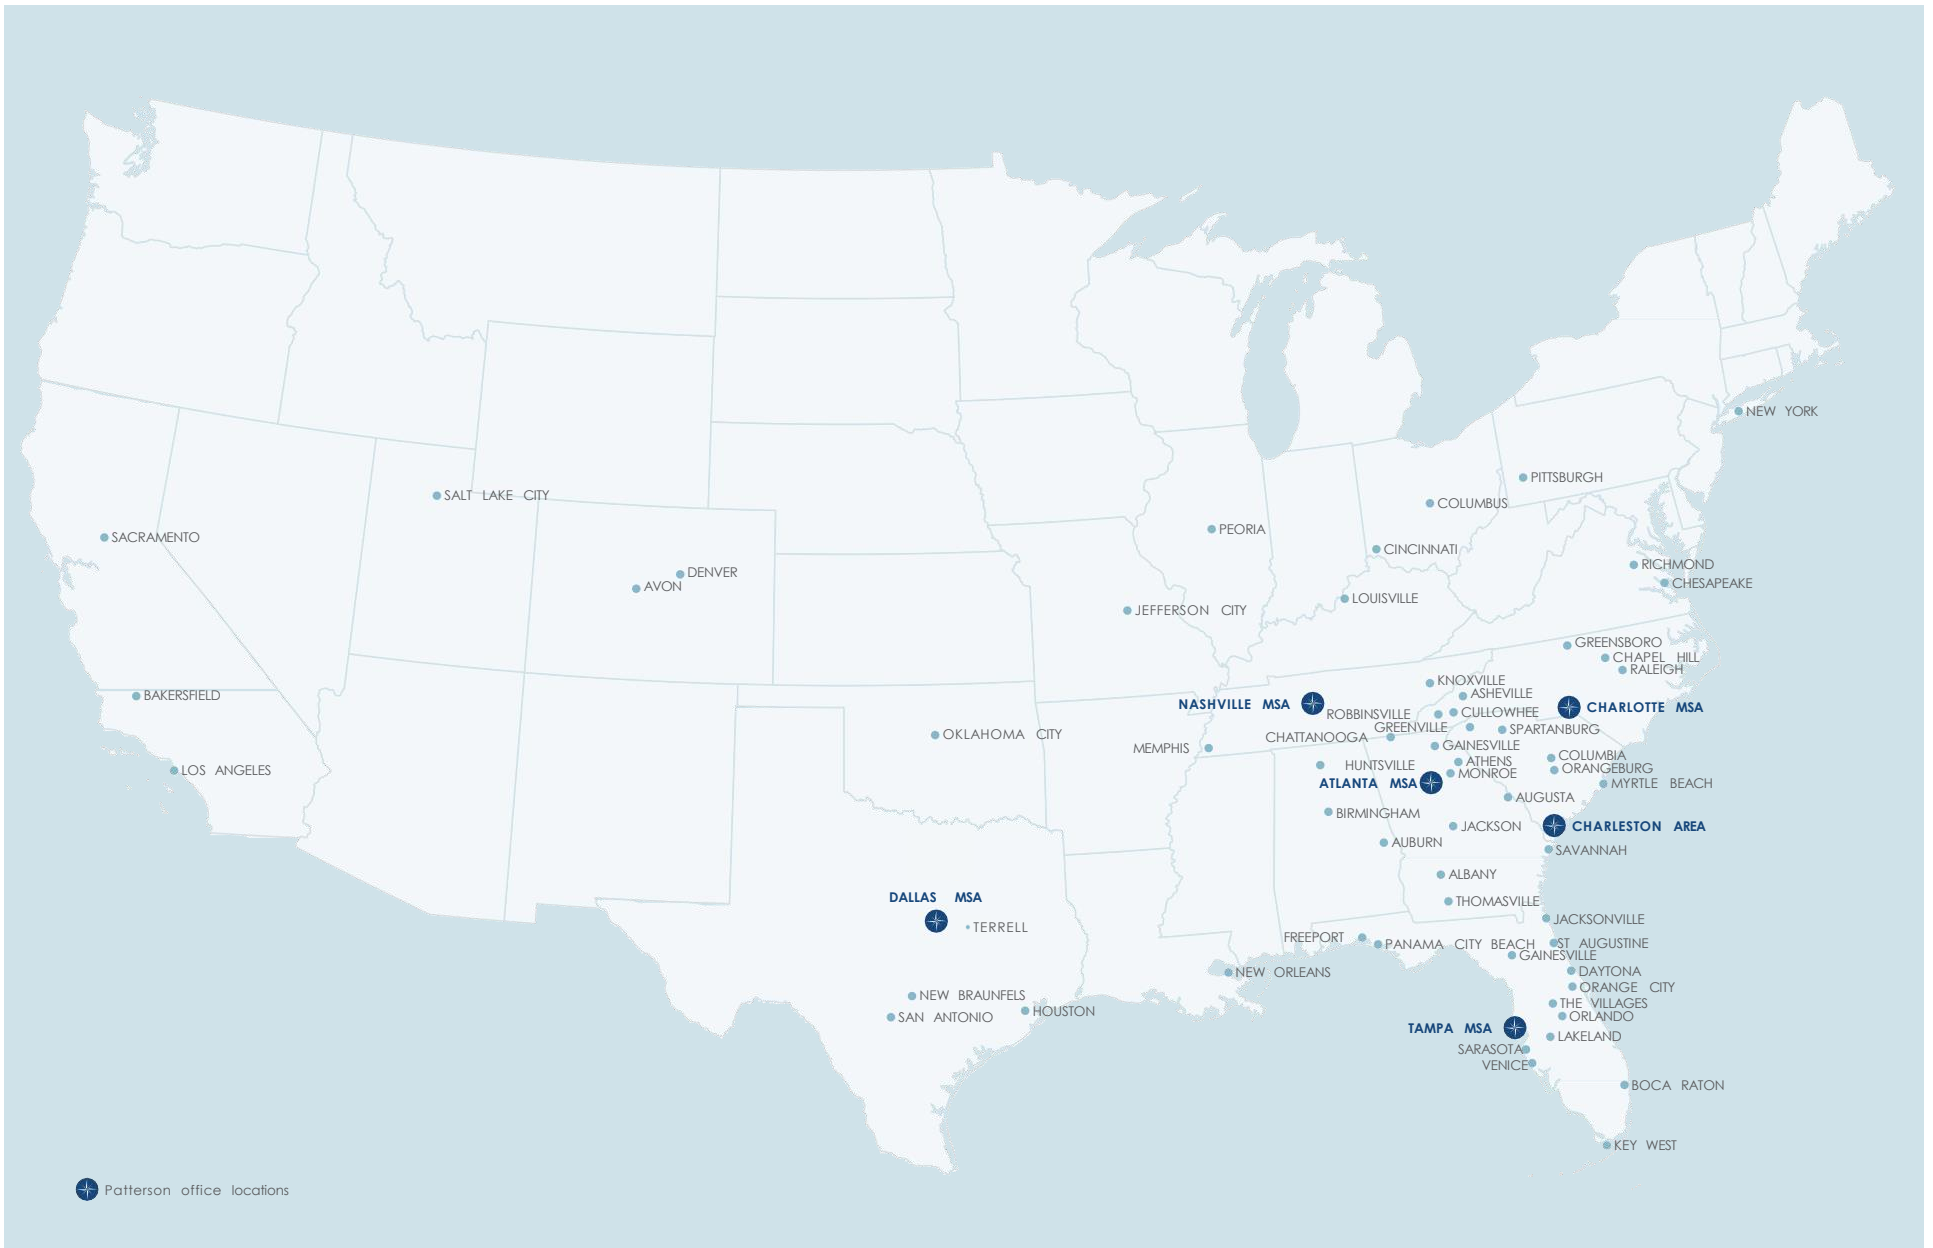 NEW YORK
PITTSBURGH
SALT LAKE CITY
COLUMBUS
PEORIA
SACRAMENTO
CINCINNATI
RICHMOND
DENVER
CHESAPEAKE
AVON
LOUISVILLE
JEFFERSON CITY
GREENSBORO
CHAPEL HILL
RALEIGH
KNOXVILLE
ASHEVILLE
BAKERSFIELD
NASHVILLE MSA
CHARLOTTE MSA
ROBBINSVILLE
CULLOWHEE
GREENVILLE
SPARTANBURG
OKLAHOMA CITY
CHATTANOOGA
GAINESVILLE
MEMPHIS
COLUMBIA
ATHENS
HUNTSVILLE
ORANGEBURG
LOS ANGELES
MONROE
ATLANTA MSA
MYRTLE BEACH
AUGUSTA
BIRMINGHAM
JACKSON
CHARLESTON AREA
AUBURN
SAVANNAH
ALBANY
DALLAS MSA
THOMASVILLE
JACKSONVILLE
TERRELL
FREEPORT
PANAMA CITY BEACH
ST AUGUSTINE
GAINESVILLE
NEW ORLEANS
DAYTONA
ORANGE CITY
NEW BRAUNFELS
THE VILLAGES
HOUSTON
SAN ANTONIO
ORLANDO
TAMPA MSA
LAKELAND
SARASOTA
VENICE
BOCA RATON
KEY WEST
Patterson office locations